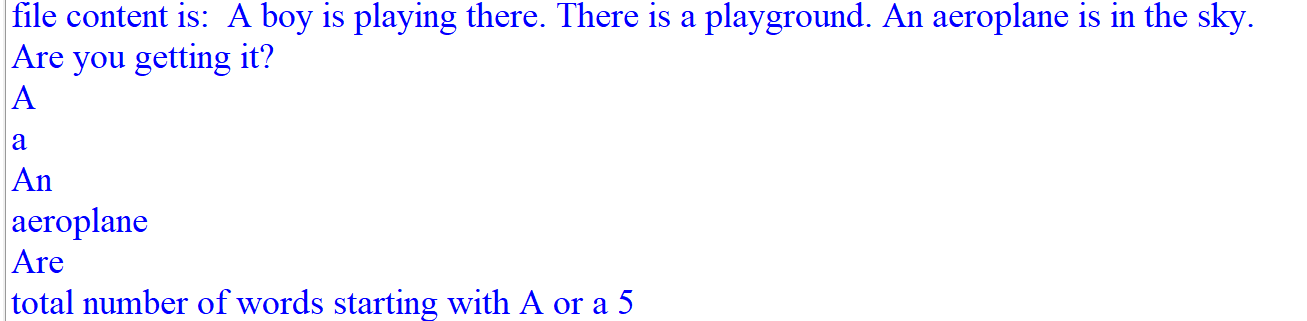 file content is:  A boy is playing there. There is a playground. An aeroplane is in the sky.
Are you getting it?
A
a
An
aeroplane
Are
total number of words starting with A or a 5